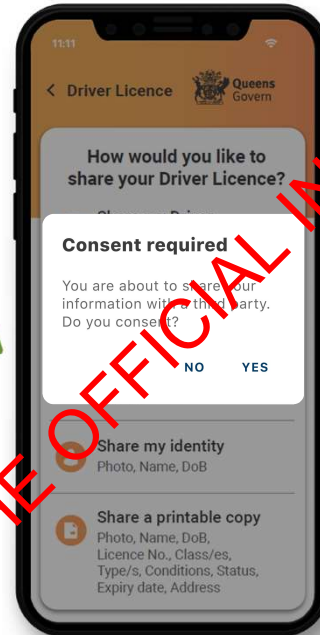 11:11
Driver Licence
Queens
Govern
How would you like to
share your Driver Licence?
Consent required
You are about to share your
information with a third party.
Do you consent?
NO YES
Share my identity
Photo, Name, DoB
Share a printable copy
Photo, Name, DoB,
Licence No., Class/es,
Type/s, Conditions, Status,
Expiry date, Address
OFFICIAL IN